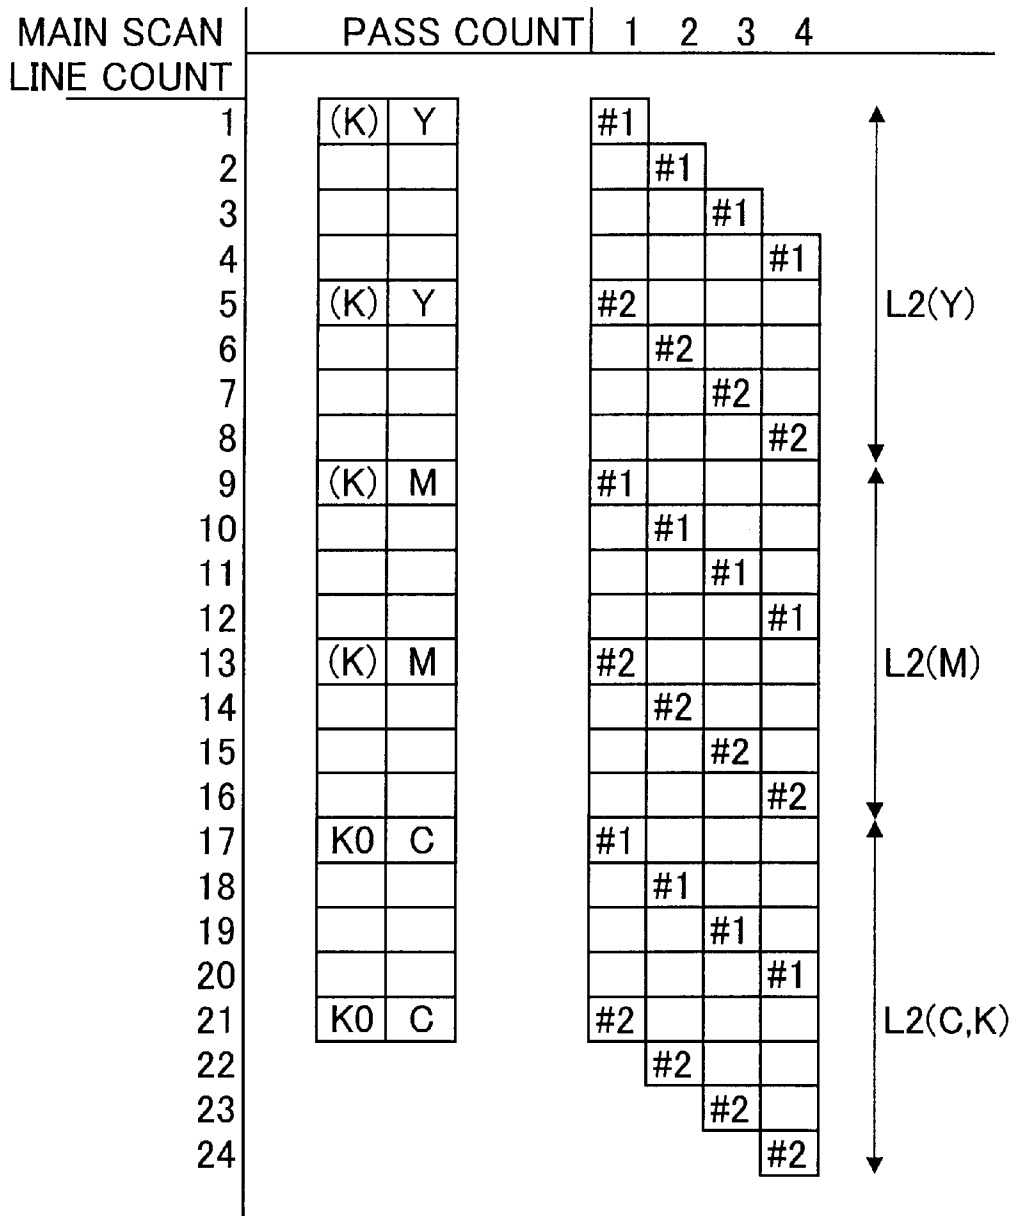 MAIN SCAN PASS COUNT 1 2 3 4
LINE COUNT
1 (K) Y #1
2 #1
3 #1
4 #1
5 (K) Y #2 L2(Y)
6 #2
7 #2
8 #2
9 (K) M #1
10 #1
11 #1
12 #1
13 (K) M #2 L2(M)
14 #2
15 #2
16 #2
17 K0 C #1
18 #1
19 #1
20 #1
21 K0 C #2 L2(C,K)
22 #2
23 #2
24 #2